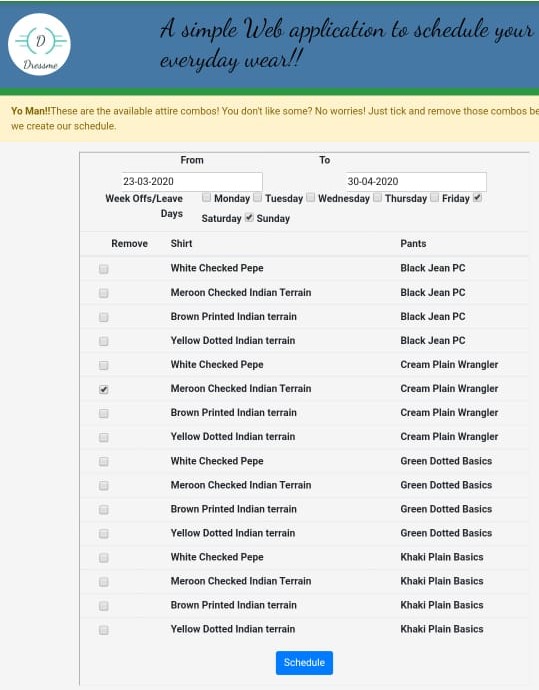 D
Dressme
A simple Web application to schedule your
everyday wear!!
Yo Man!!These are the available attire combos! You don't like some? No worries! Just tick and remove those combos be
we create our schedule.
From To
23-03-2020 30-04-2020
Week Offs/Leave Monday Tuesday Wednesday Thursday Friday
Days Saturday Sunday
Remove Shirt Pants
White Checked Pepe Black Jean PC
Meroon Checked Indian Terrain Black Jean PC
Brown Printed Indian terrain Black Jean PC
Yellow Dotted Indian terrain Black Jean PC
White Checked Pepe Cream Plain Wrangler
Meroon Checked Indian Terrain Cream Plain Wrangler
Brown Printed Indian terrain Cream Plain Wrangler
Yellow Dotted Indian terrain Cream Plain Wrangler
White Checked Pepe Green Dotted Basics
Meroon Checked Indian Terrain Green Dotted Basics
Brown Printed Indian terrain Green Dotted Basics
Yellow Dotted Indian terrain Green Dotted Basics
White Checked Pepe Khaki Plain Basics
Meroon Checked Indian Terrain Khaki Plain Basics
Brown Printed Indian terrain Khaki Plain Basics
Yellow Dotted Indian terrain Khaki Plain Basics
Schedule